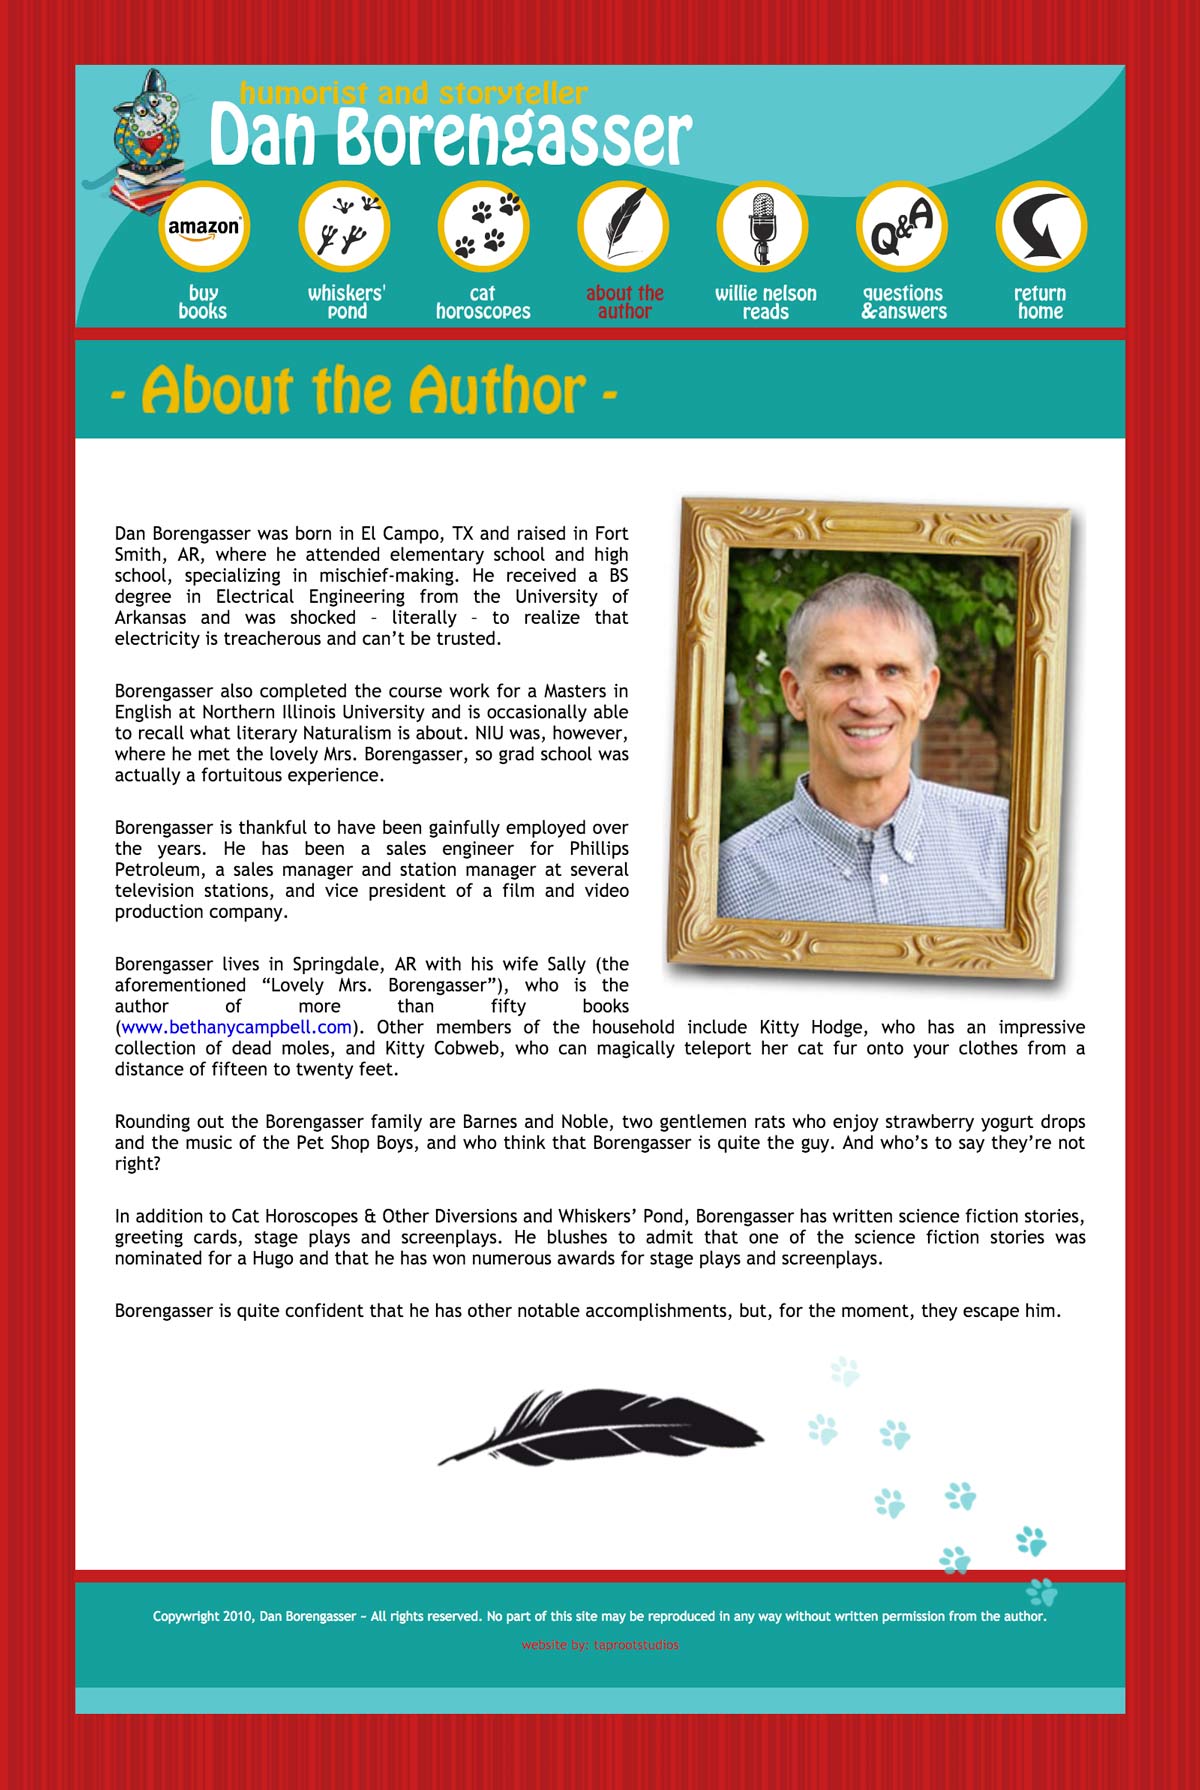 humorist and storyteller
Dan Borengasser
amazon
Q&A
buy
books
whiskers'
pond
cat
horoscopes
about the
author
willie nelson
reads
questions
&answers
return
home
- About the Author -
Dan Borengasser was born in El Campo, TX and raised in Fort
Smith, AR, where he attended elementary school and high
school, specializing in mischief-making. He received a BS
degree in Electrical Engineering from the University of
Arkansas and was shocked – literally – to realize that
electricity is treacherous and can’t be trusted.
Borengasser also completed the course work for a Masters in
English at Northern Illinois University and is occasionally able
to recall what literary Naturalism is about. NIU was, however,
where he met the lovely Mrs. Borengasser, so grad school was
actually a fortuitous experience.
Borengasser is thankful to have been gainfully employed over
the years. He has been a sales engineer for Phillips
Petroleum, a sales manager and station manager at several
television stations, and vice president of a film and video
production company.
Borengasser lives in Springdale, AR with his wife Sally (the
aforementioned “Lovely Mrs. Borengasser”), who is the
author of more than fifty books
(www.bethanycampbell.com). Other members of the household include Kitty Hodge, who has an impressive
collection of dead moles, and Kitty Cobweb, who can magically teleport her cat fur onto your clothes from a
distance of fifteen to twenty feet.
Rounding out the Borengasser family are Barnes and Noble, two gentlemen rats who enjoy strawberry yogurt drops
and the music of the Pet Shop Boys, and who think that Borengasser is quite the guy. And who’s to say they’re not
right?
In addition to Cat Horoscopes & Other Diversions and Whiskers’ Pond, Borengasser has written science fiction stories,
greeting cards, stage plays and screenplays. He blushes to admit that one of the science fiction stories was
nominated for a Hugo and that he has won numerous awards for stage plays and screenplays.
Borengasser is quite confident that he has other notable accomplishments, but, for the moment, they escape him.
Copywright 2010, Dan Borengasser ~ All rights reserved. No part of this site may be reproduced in any way without written permission from the author.
website by: taprootstudios